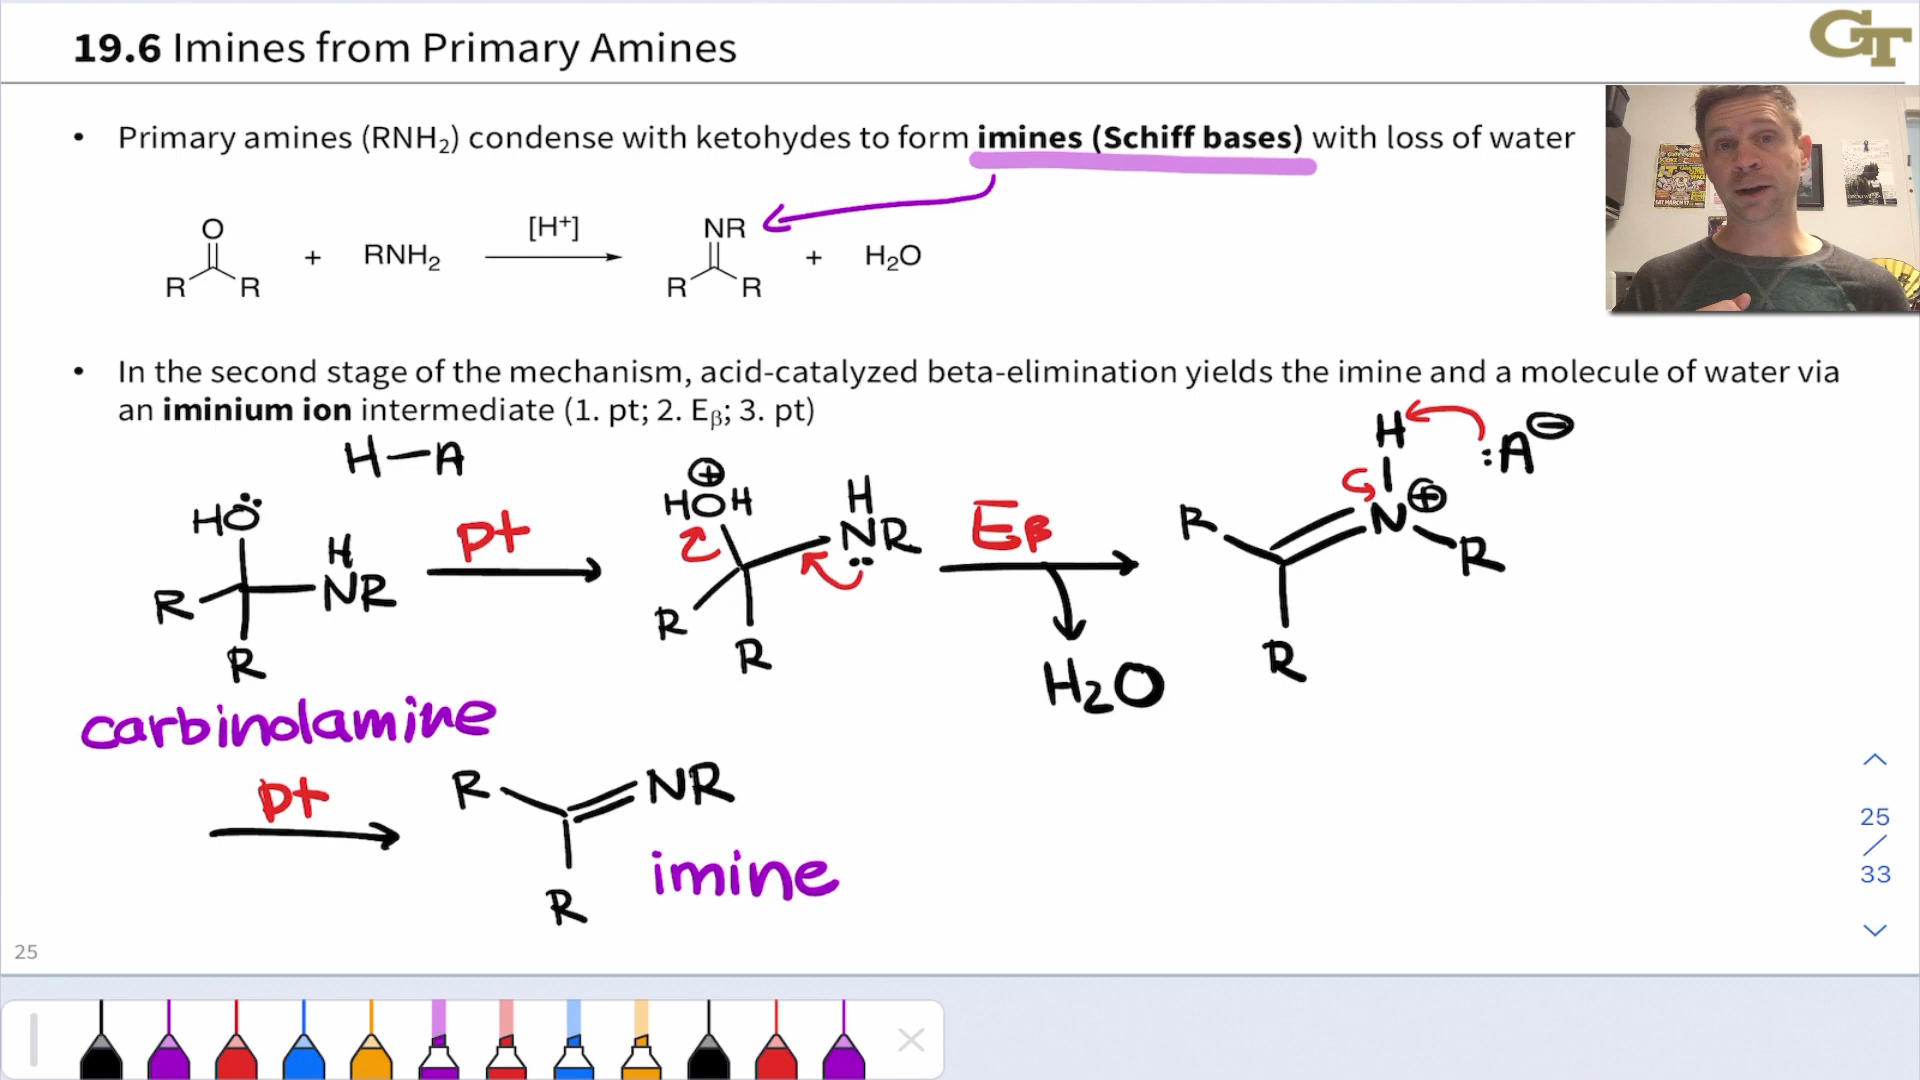 19.6 Imines from Primary Amines
GT
• Primary amines (RNH₂) condense with ketohydes to form imines (Schiff bases) with loss of water
O
R R
+
RNH₂
[H⁺]
NR
R R
+
H₂O
• In the second stage of the mechanism, acid-catalyzed beta-elimination yields the imine and a molecule of water via
an iminium ion intermediate (1. pt; 2. Eβ; 3. pt)
H–A
HÖ
H
R NR
R
pt
⊕
HOH
H
NR
R
R
Eβ
H₂O
H
:A⊖
R N⊕
R
R
carbinolamine
pt
R NR
R
imine
25
/
33
25